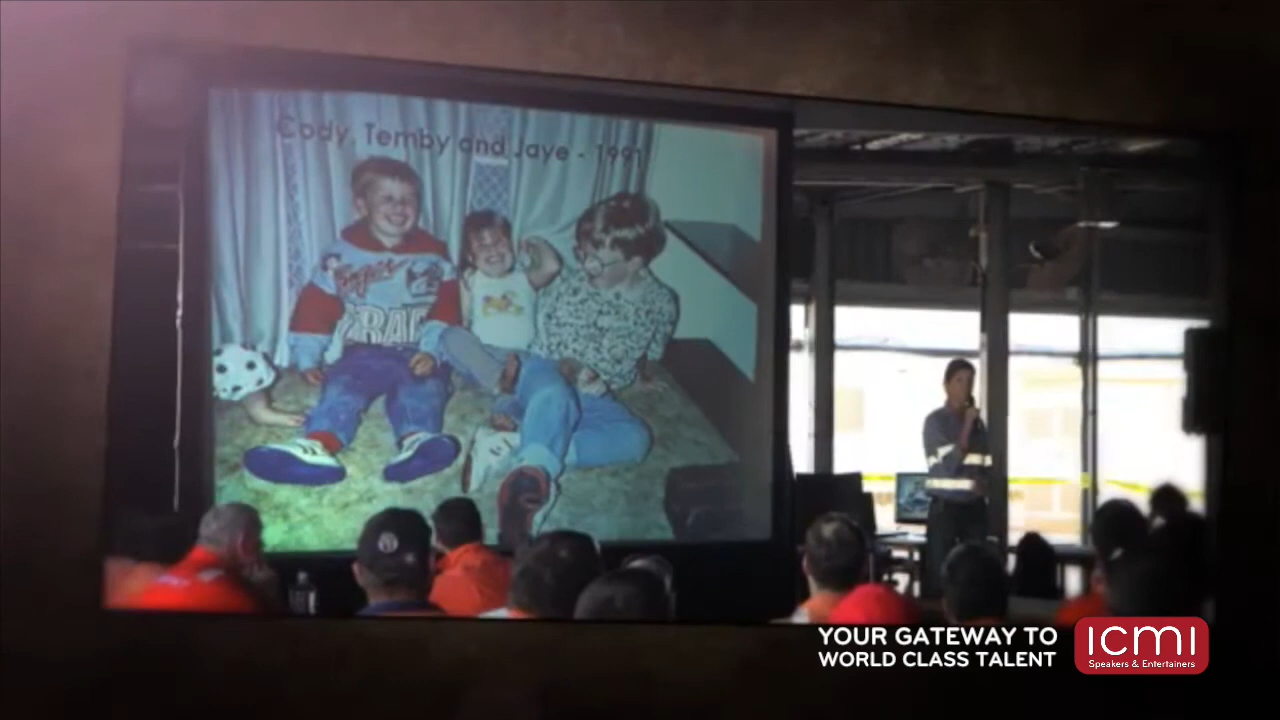 Cody, Temby and Jaye - 1991
YOUR GATEWAY TO
WORLD CLASS TALENT
ICMI
Speakers & Entertainers